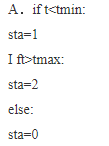 A. if t<tmin:
sta=1
I ft>tmax:
sta=2
else:
sta=0